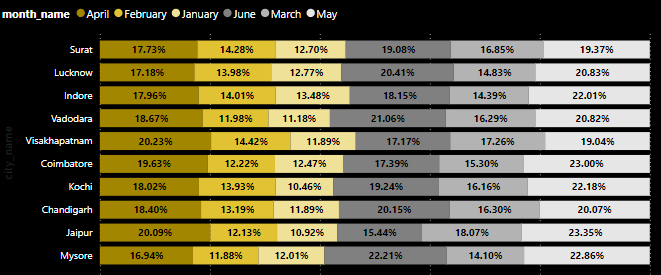 month_name April February January June March May
Surat 17.73% 14.28% 12.70% 19.08% 16.85% 19.37%
Lucknow 17.18% 13.98% 12.77% 20.41% 14.83% 20.83%
Indore 17.96% 14.01% 13.48% 18.15% 14.39% 22.01%
Vadodara 18.67% 11.98% 11.18% 21.06% 16.29% 20.82%
Visakhapatnam 20.23% 14.42% 11.89% 17.17% 17.26% 19.04%
Coimbatore 19.63% 12.22% 12.47% 17.39% 15.30% 23.00%
Kochi 18.02% 13.93% 10.46% 19.24% 16.16% 22.18%
Chandigarh 18.40% 13.19% 11.89% 20.15% 16.30% 20.07%
Jaipur 20.09% 12.13% 10.92% 15.44% 18.07% 23.35%
Mysore 16.94% 11.88% 12.01% 22.21% 14.10% 22.86%
city_name